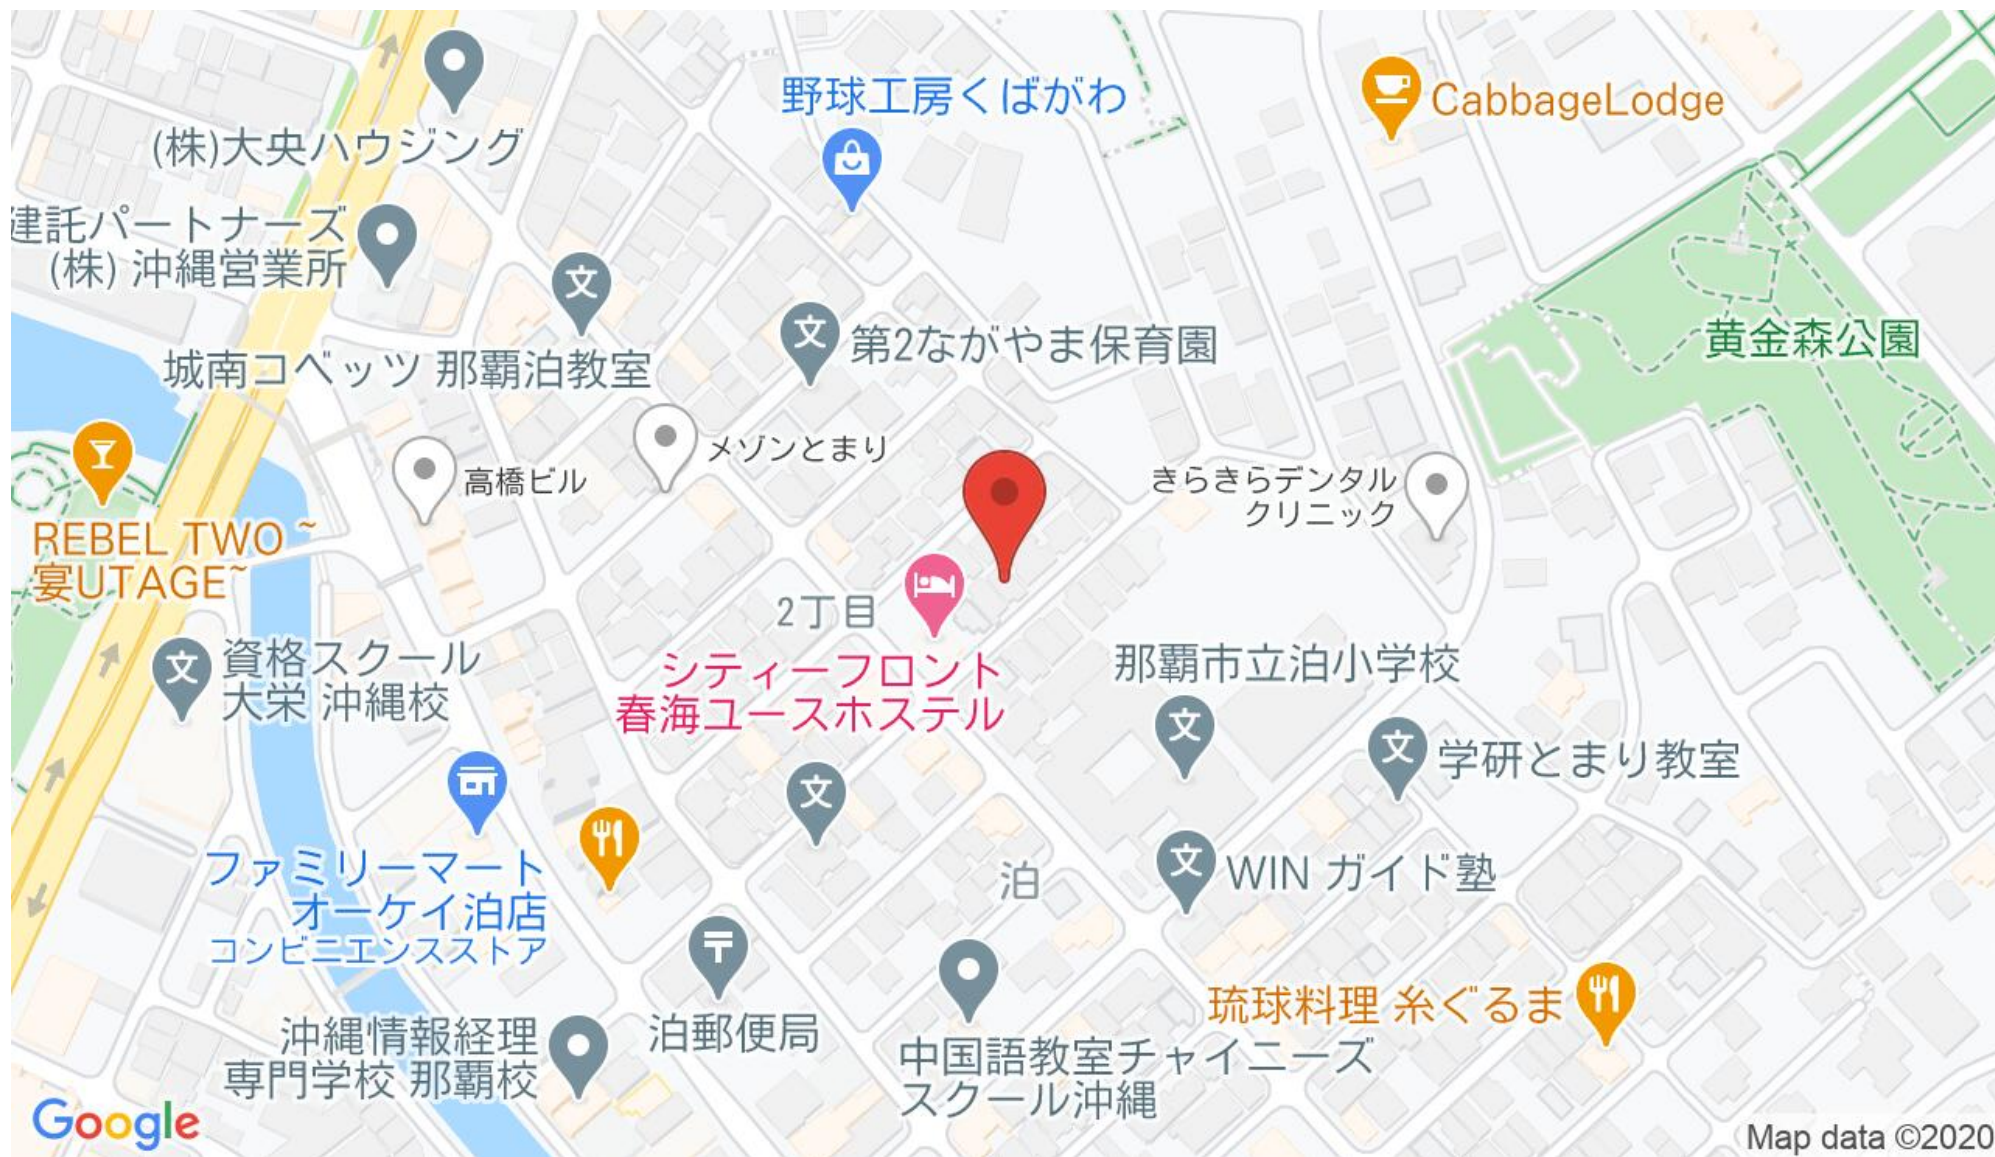 (株)大央ハウジング
野球工房くばがわ
CabbageLodge
建託パートナーズ
(株) 沖縄営業所
城南コベッツ 那覇泊教室
第2ながやま保育園
黄金森公園
高橋ビル
メゾンとまり
きらきらデンタル
クリニック
REBEL TWO ~
宴UTAGE~
2丁目
シティーフロント
春海ユースホステル
資格スクール
大栄 沖縄校
那覇市立泊小学校
学研とまり教室
ファミリーマート
オーケイ泊店
コンビニエンスストア
泊
WIN ガイド塾
泊郵便局
琉球料理 糸ぐるま
沖縄情報経理
専門学校 那覇校
中国語教室チャイニーズ
スクール沖縄
Google
Map data ©2020